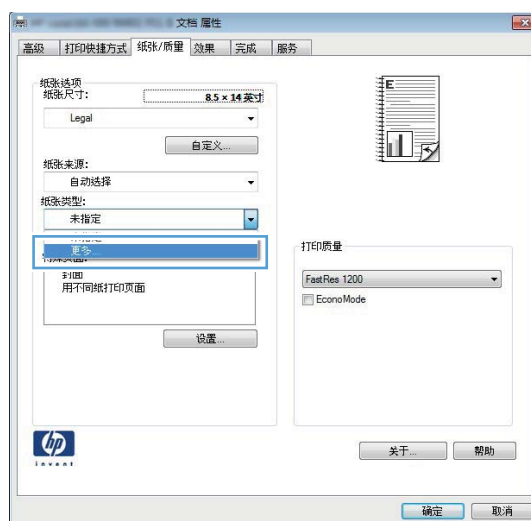 文档 属性
高级 打印快捷方式 纸张/质量 效果 完成 服务
纸张选项
纸张尺寸: 8.5 × 14 英寸
Legal
自定义...
纸张来源:
自动选择
纸张类型:
未指定
更多...
封面
用不同纸打印页面
设置...
E
打印质量
FastRes 1200
EconoMode
hp
invent
关于... 帮助
确定 取消